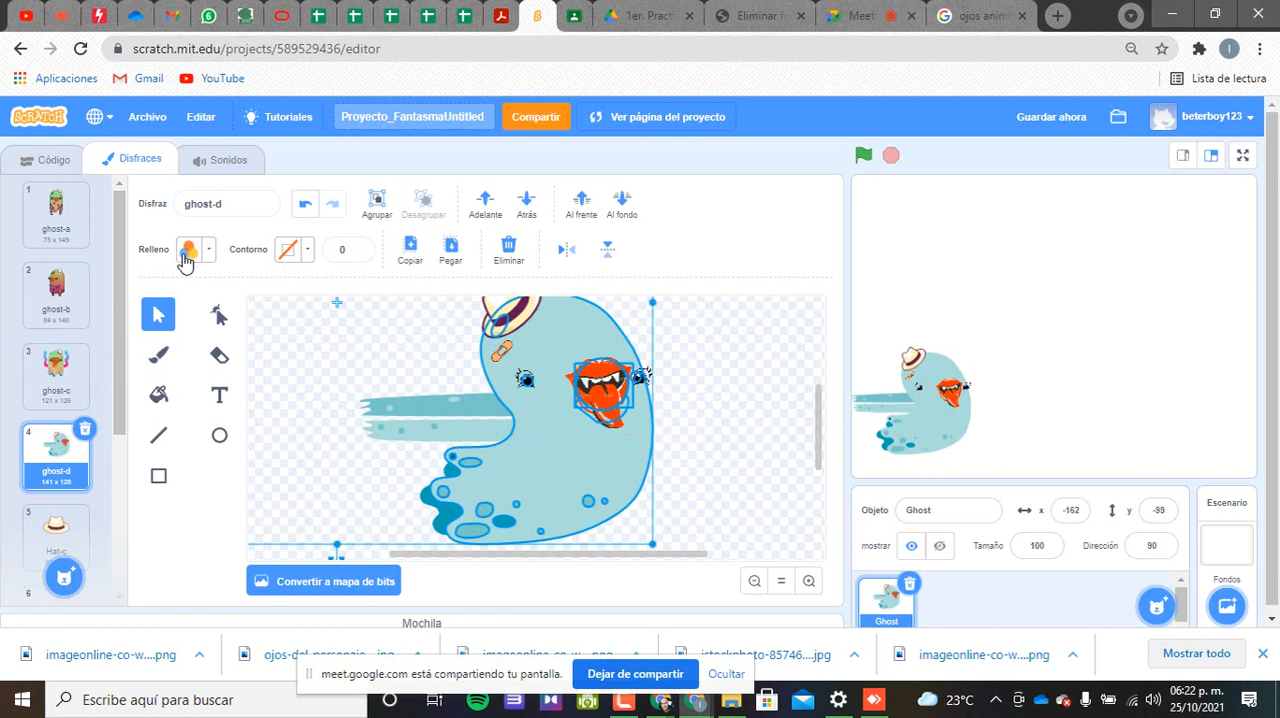 1er. Practi
Eliminar fo
Meet
ojos anim
scratch.mit.edu/projects/589529436/editor
Aplicaciones
Gmail
YouTube
Lista de lectura
SCRATCH
Archivo
Editar
Tutoriales
Proyecto_FantasmaUntitled
Compartir
Ver página del proyecto
Guardar ahora
beterboy123
Código
Disfraces
Sonidos
1
ghost-a
75 x 149
2
ghost-b
3
ghost-c
121 x 126
4
ghost-d
141 x 128
5
Hat-c
6
Disfraz
ghost-d
Agrupar
Desagrupar
Adelante
Atrás
Al frente
Al fondo
Relleno
Contorno
0
Copiar
Pegar
Eliminar
T
Convertir a mapa de bits
Mochila
Objeto
Ghost
x
-162
y
-99
mostrar
Tamaño
100
Dirección
90
Ghost
Escenario
Fondos
imageonline-co-w....png
ojos-del-personaje-...jpg
imageonline-co-w....png
istockphoto-85746....jpg
imageonline-co-w....png
Mostrar todo
meet.google.com está compartiendo tu pantalla.
Dejar de compartir
Ocultar
Escribe aquí para buscar
23°C
06:22 p. m.
25/10/2021